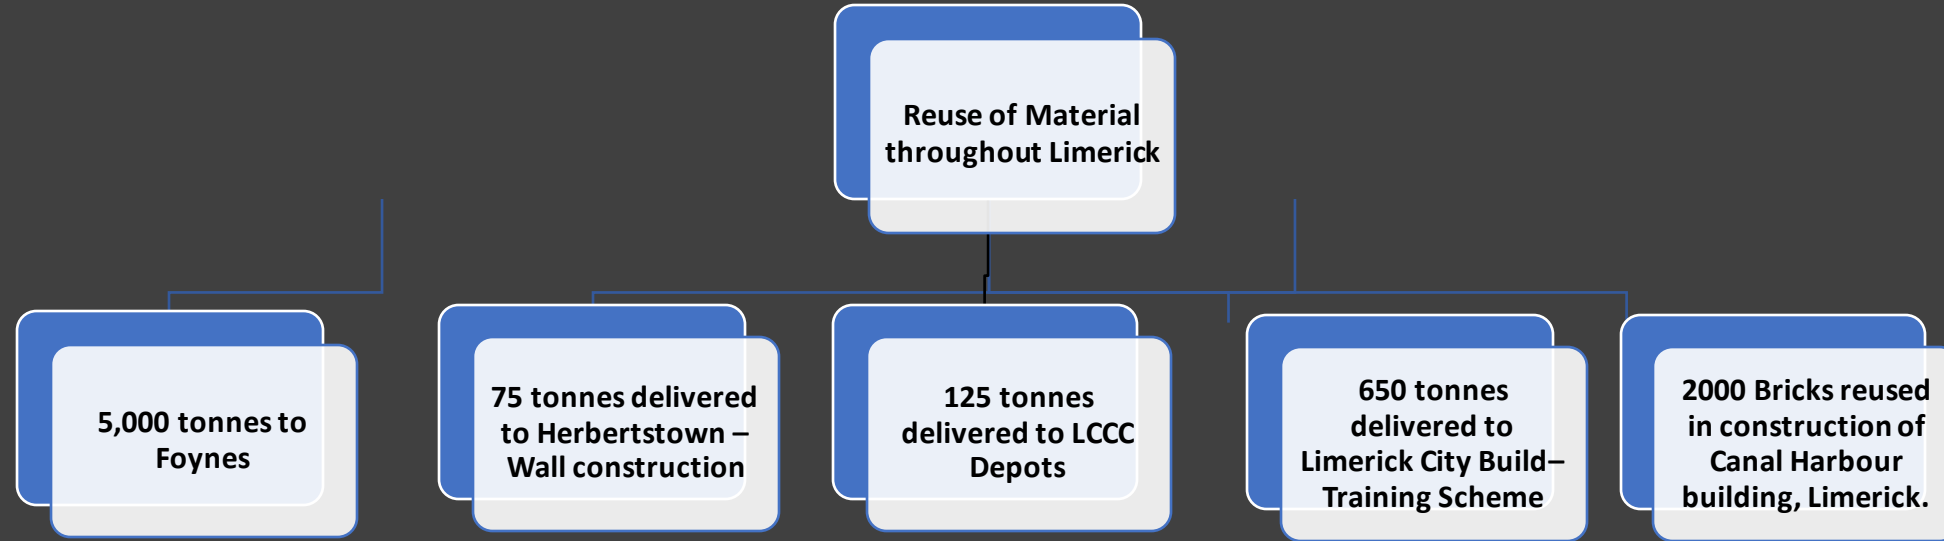 Reuse of Material
throughout Limerick
5,000 tonnes to
Foynes
75 tonnes delivered
to Herbertstown –
Wall construction
125 tonnes
delivered to LCCC
Depots
650 tonnes
delivered to
Limerick City Build–
Training Scheme
2000 Bricks reused
in construction of
Canal Harbour
building, Limerick.